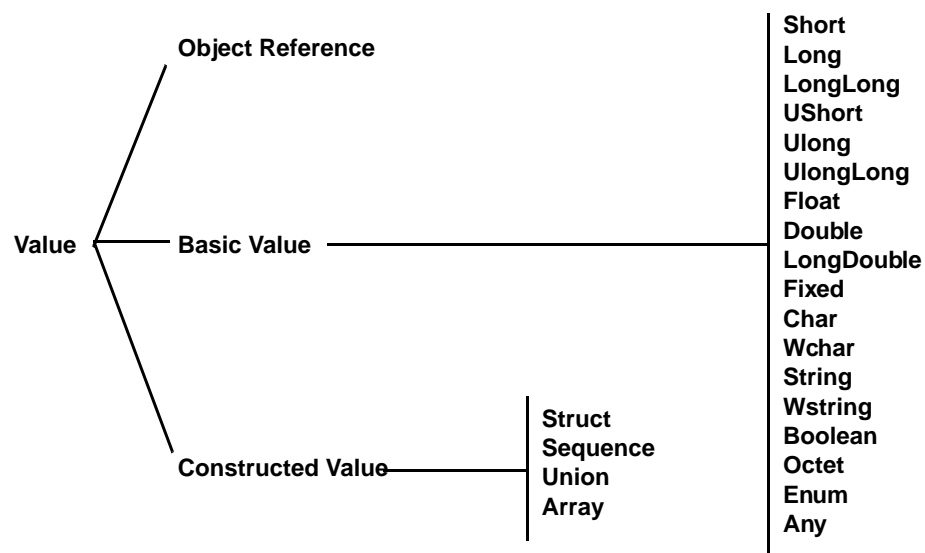 Object Reference
Value
Basic Value
Constructed Value
Struct
Sequence
Union
Array
Short
Long
LongLong
UShort
Ulong
UlongLong
Float
Double
LongDouble
Fixed
Char
Wchar
String
Wstring
Boolean
Octet
Enum
Any